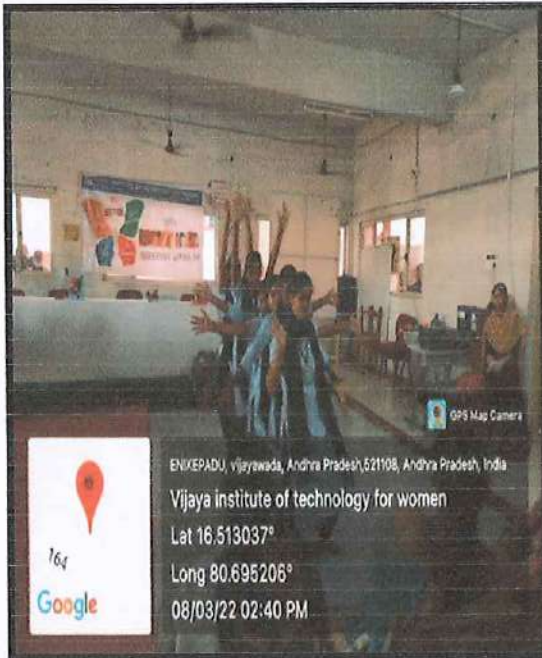 GPS Map Camera
ENIKEPADU, vijayawada, Andhra Pradesh,521108, Andhra Pradesh, India
Vijaya institute of technology for women
Lat 16.513037°
Long 80.695206°
08/03/22 02:40 PM
164
Google